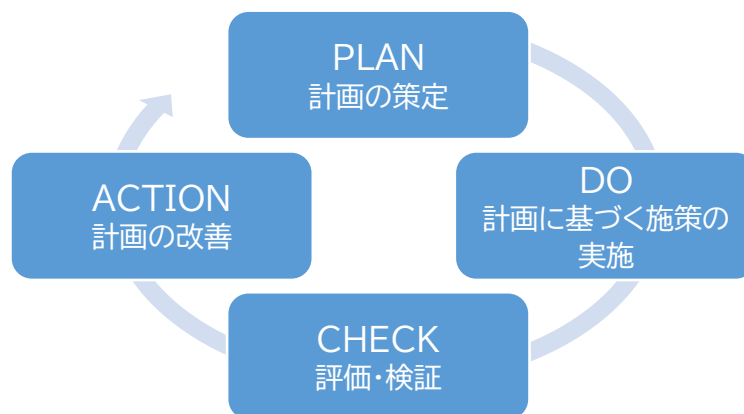 PLAN
計画の策定
DO
計画に基づく施策の
実施
CHECK
評価・検証
ACTION
計画の改善